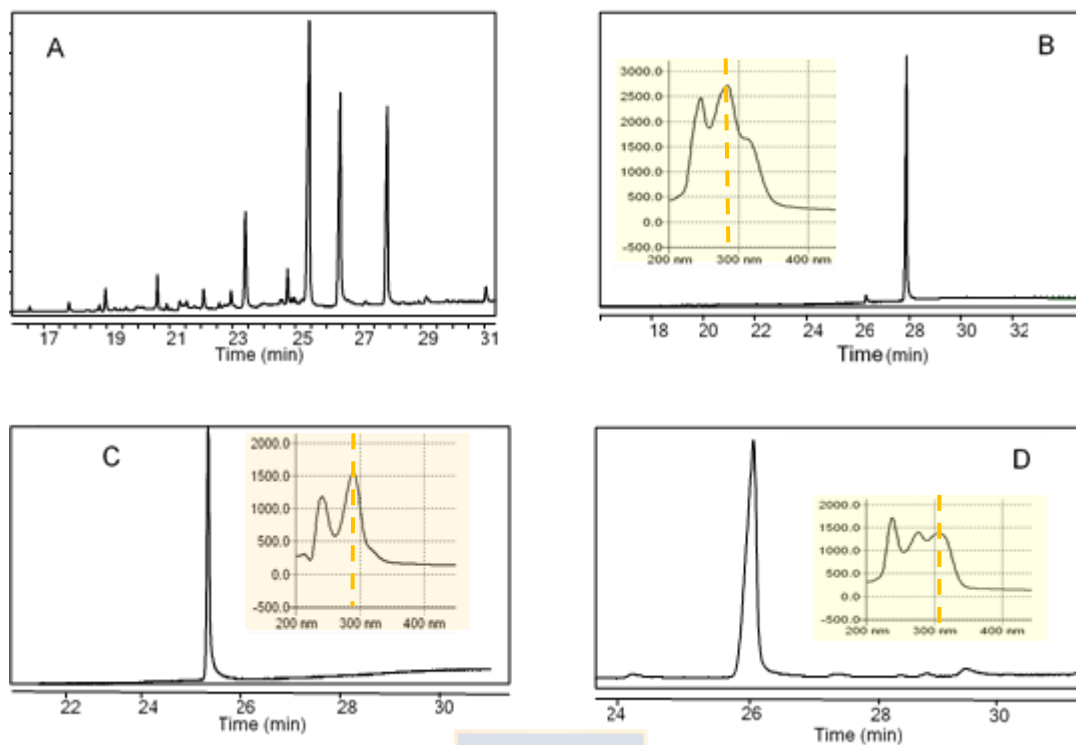 A
17 19 21 23 25 27 29 31
Time (min)
B
3000.0
2500.0
2000.0
1500.0
1000.0
500.0
0.0
-500.0
200 nm 300 nm 400 nm
18 20 22 24 26 28 30 32
Time (min)
C
2000.0
1500.0
1000.0
500.0
0.0
-500.0
200 nm 300 nm 400 nm
22 24 26 28 30
Time (min)
D
2000.0
1500.0
1000.0
500.0
0.0
-500.0
200 nm 300 nm 400 nm
24 26 28 30
Time (min)